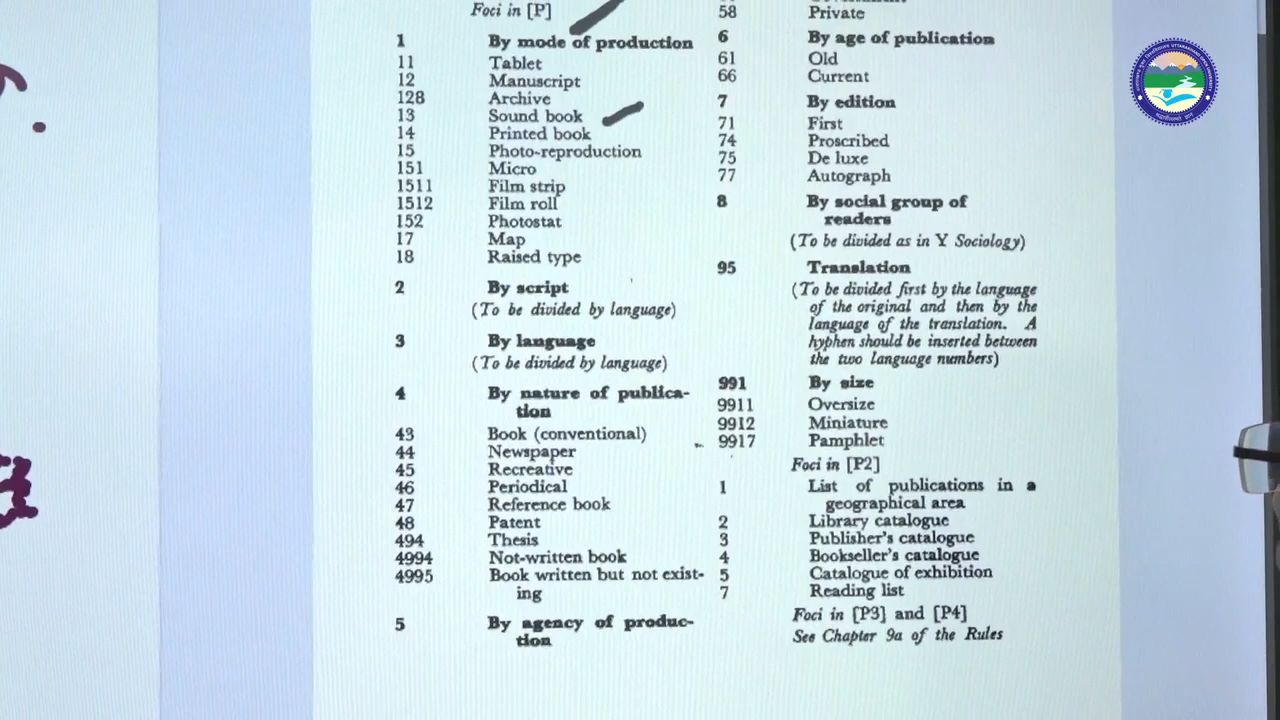 Foci in [P]
1 By mode of production
11 Tablet
12 Manuscript
128 Archive
13 Sound book
14 Printed book
15 Photo-reproduction
151 Micro
1511 Film strip
1512 Film roll
152 Photostat
17 Map
18 Raised type
2 By script
(To be divided by language)
3 By language
(To be divided by language)
4 By nature of publica-
tion
43 Book (conventional)
44 Newspaper
45 Recreative
46 Periodical
47 Reference book
48 Patent
494 Thesis
4994 Not-written book
4995 Book written but not exist-
ing
5 By agency of produc-
tion
58 Private
6 By age of publication
61 Old
66 Current
7 By edition
71 First
74 Proscribed
75 De luxe
77 Autograph
8 By social group of
readers
(To be divided as in Y Sociology)
95 Translation
(To be divided first by the language
of the original and then by the
language of the translation. A
hyphen should be inserted between
the two language numbers)
991 By size
9911 Oversize
9912 Miniature
9917 Pamphlet
Foci in [P2]
1 List of publications in a
geographical area
2 Library catalogue
3 Publisher's catalogue
4 Bookseller's catalogue
5 Catalogue of exhibition
7 Reading list
Foci in [P3] and [P4]
See Chapter 9a of the Rules